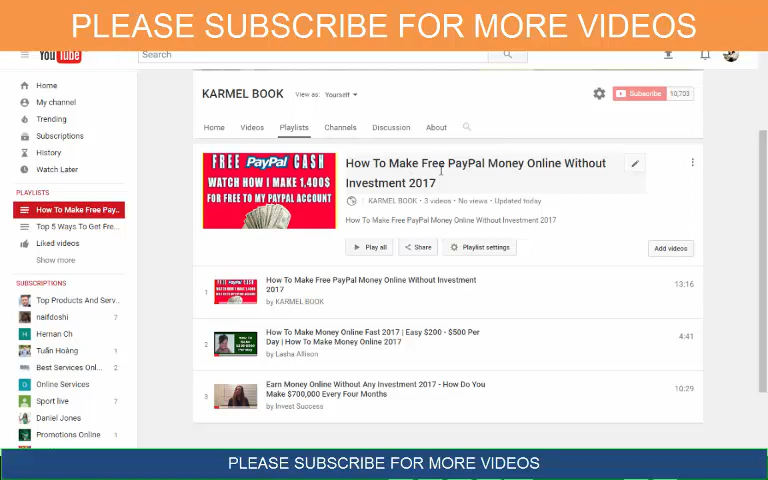 PLEASE SUBSCRIBE FOR MORE VIDEOS
YouTube
Search
Home
My channel
Trending
Subscriptions
History
Watch Later
PLAYLISTS
How To Make Free Pay..
Top 5 Ways To Get Fre...
Liked videos
Show more
SUBSCRIPTIONS
Top Products And Serv...
naifdoshi 7
Hernan Ch
Tuấn Hoàng 1
Best Services Onl... 2
Online Services
Sport live 7
Daniel Jones
Promotions Online 1
KARMEL BOOK View as: Yourself
Subscribe 10,703
Home Videos Playlists Channels Discussion About
FREE PayPal CASH
WATCH HOW I MAKE 1,400$
FOR FREE TO MY PAYPAL ACCOUNT
How To Make Free PayPal Money Online Without
Investment 2017
KARMEL BOOK • 3 videos • No views • Updated today
How To Make Free PayPal Money Online Without Investment 2017
Play all Share Playlist settings Add videos
1 How To Make Free PayPal Money Online Without Investment 13:16
2017
by KARMEL BOOK
2 How To Make Money Online Fast 2017 | Easy $200 - $500 Per 4:41
Day | How To Make Money Online 2017
by Lasha Allison
3 Earn Money Online Without Any Investment 2017 - How Do You 10:29
Make $700,000 Every Four Months
by Invest Success
PLEASE SUBSCRIBE FOR MORE VIDEOS